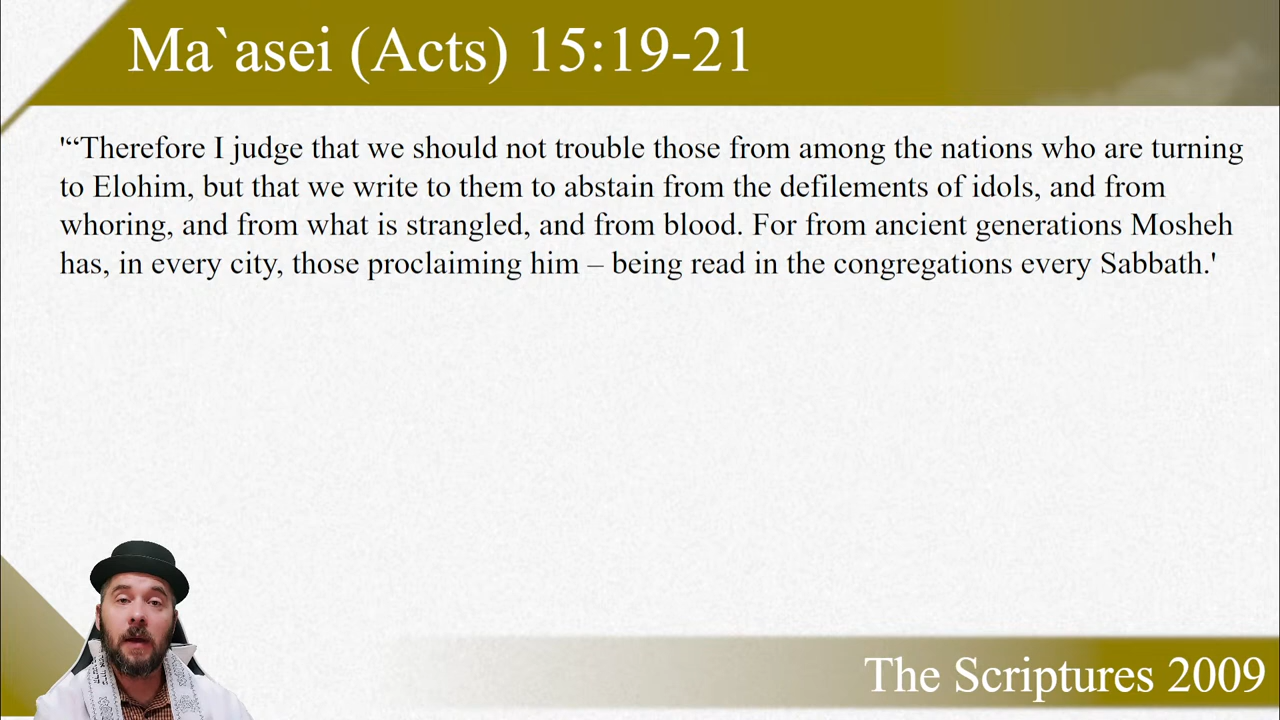 Ma`asei (Acts) 15:19-21
'“Therefore I judge that we should not trouble those from among the nations who are turning
to Elohim, but that we write to them to abstain from the defilements of idols, and from
whoring, and from what is strangled, and from blood. For from ancient generations Mosheh
has, in every city, those proclaiming him – being read in the congregations every Sabbath.'
The Scriptures 2009